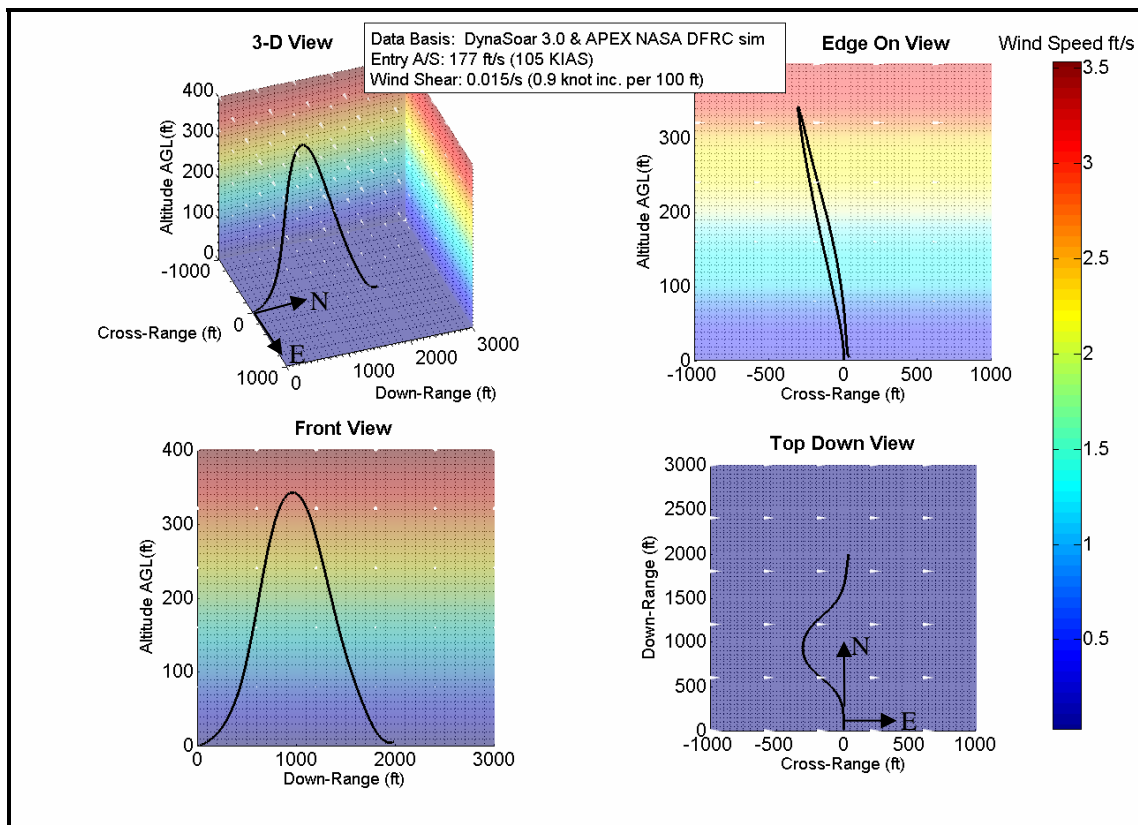 3-D View
Data Basis:  DynaSoar 3.0 & APEX NASA DFRC sim
Entry A/S: 177 ft/s (105 KIAS)
Wind Shear: 0.015/s (0.9 knot inc. per 100 ft)
Edge On View
Wind Speed ft/s
400
300
200
100
0
Altitude AGL(ft)
-1000
0
1000
Cross-Range (ft)
N
E
0
1000
2000
3000
Down-Range (ft)
300
200
100
0
Altitude AGL(ft)
-1000
-500
0
500
1000
Cross-Range (ft)
3.5
3
2.5
2
1.5
1
0.5
Front View
400
300
200
100
0
Altitude AGL(ft)
0
1000
2000
3000
Down-Range (ft)
Top Down View
3000
2500
2000
1500
1000
500
0
Down-Range (ft)
N
E
-1000
-500
0
500
1000
Cross-Range (ft)